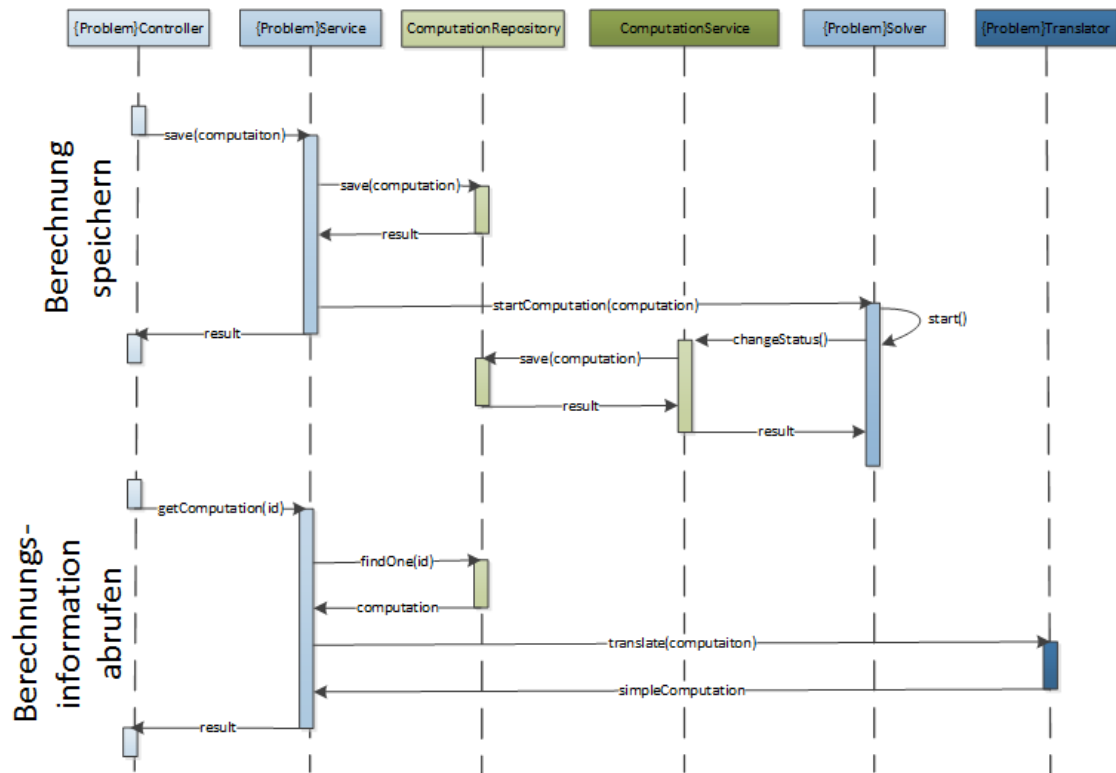 {Problem}Controller
{Problem}Service
ComputationRepository
ComputationService
{Problem}Solver
{Problem}Translator
Berechnung
speichern
save(computaiton)
save(computation)
result
startComputation(computation)
start()
result
changeStatus()
save(computation)
result
result
Berechnungs-
information
abrufen
getComputation(id)
findOne(id)
computation
translate(computaiton)
simpleComputation
result